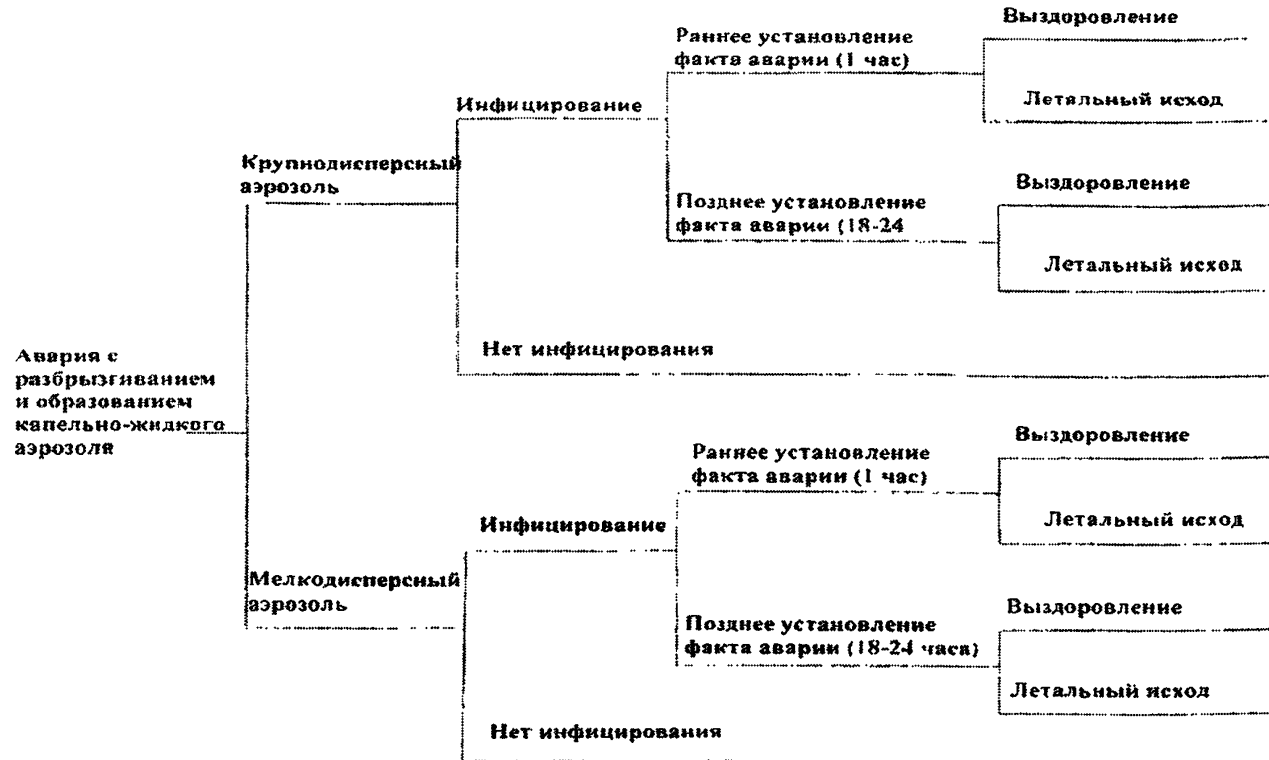 Выздоровление
Раннее установление
факта аварии (1 час)
Летальный исход
Инфицирование
Крупнодисперсный
аэрозоль
Выздоровление
Позднее установление
факта аварии (18-24
Летальный исход
Нет инфицирования
Авария с
разбрызгиванием
и образованием
капельно-жидкого
аэрозоля
Выздоровление
Раннее установление
факта аварии (1 час)
Летальный исход
Инфицирование
Мелкодисперсный
аэрозоль
Выздоровление
Позднее установление
факта аварии (18-24 часа)
Летальный исход
Нет инфицирования